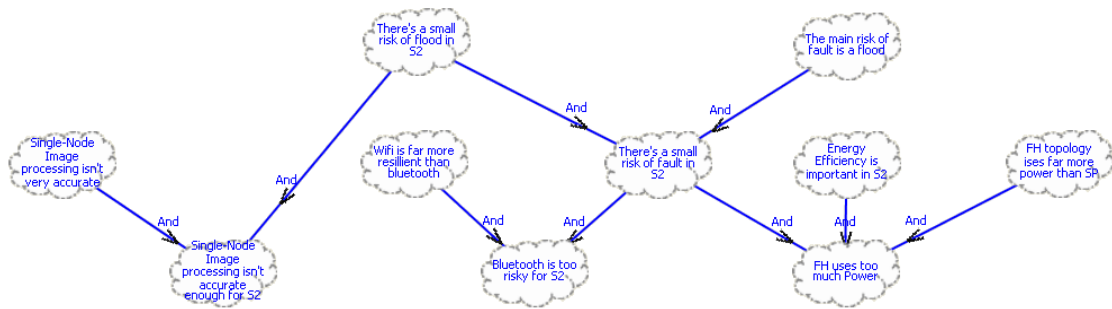 There's a small
risk of flood in
S2
The main risk of
fault is a flood
And
And
Single-Node
Image
processing isn't
very accurate
Wifi is far more
resillient than
bluetooth
There's a small
risk of fault in
S2
Energy
Efficiency is
important in S2
FH topology
ises far more
power than SP
And
And
And
And
And
And
And
Single-Node
Image
processing isn't
accurate
enough for S2
Bluetooth is too
risky for S2
FH uses too
much Power